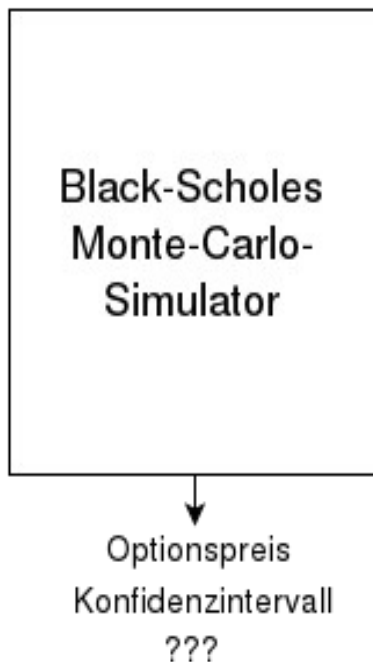 Black-Scholes
Monte-Carlo-
Simulator
Optionspreis
Konfidenzintervall
???